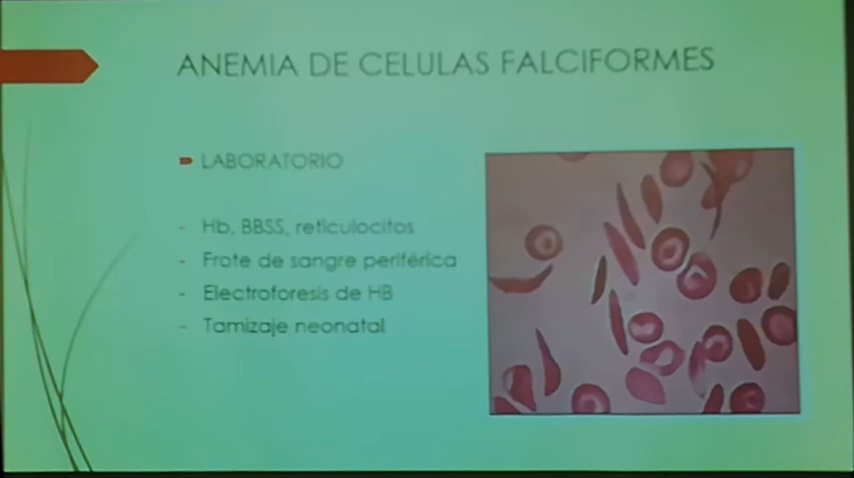 ANEMIA DE CELULAS FALCIFORMES
LABORATORIO
- Hb, BBSS, reticulocitos
- Frote de sangre periférica
- Electroforesis de HB
- Tamizaje neonatal